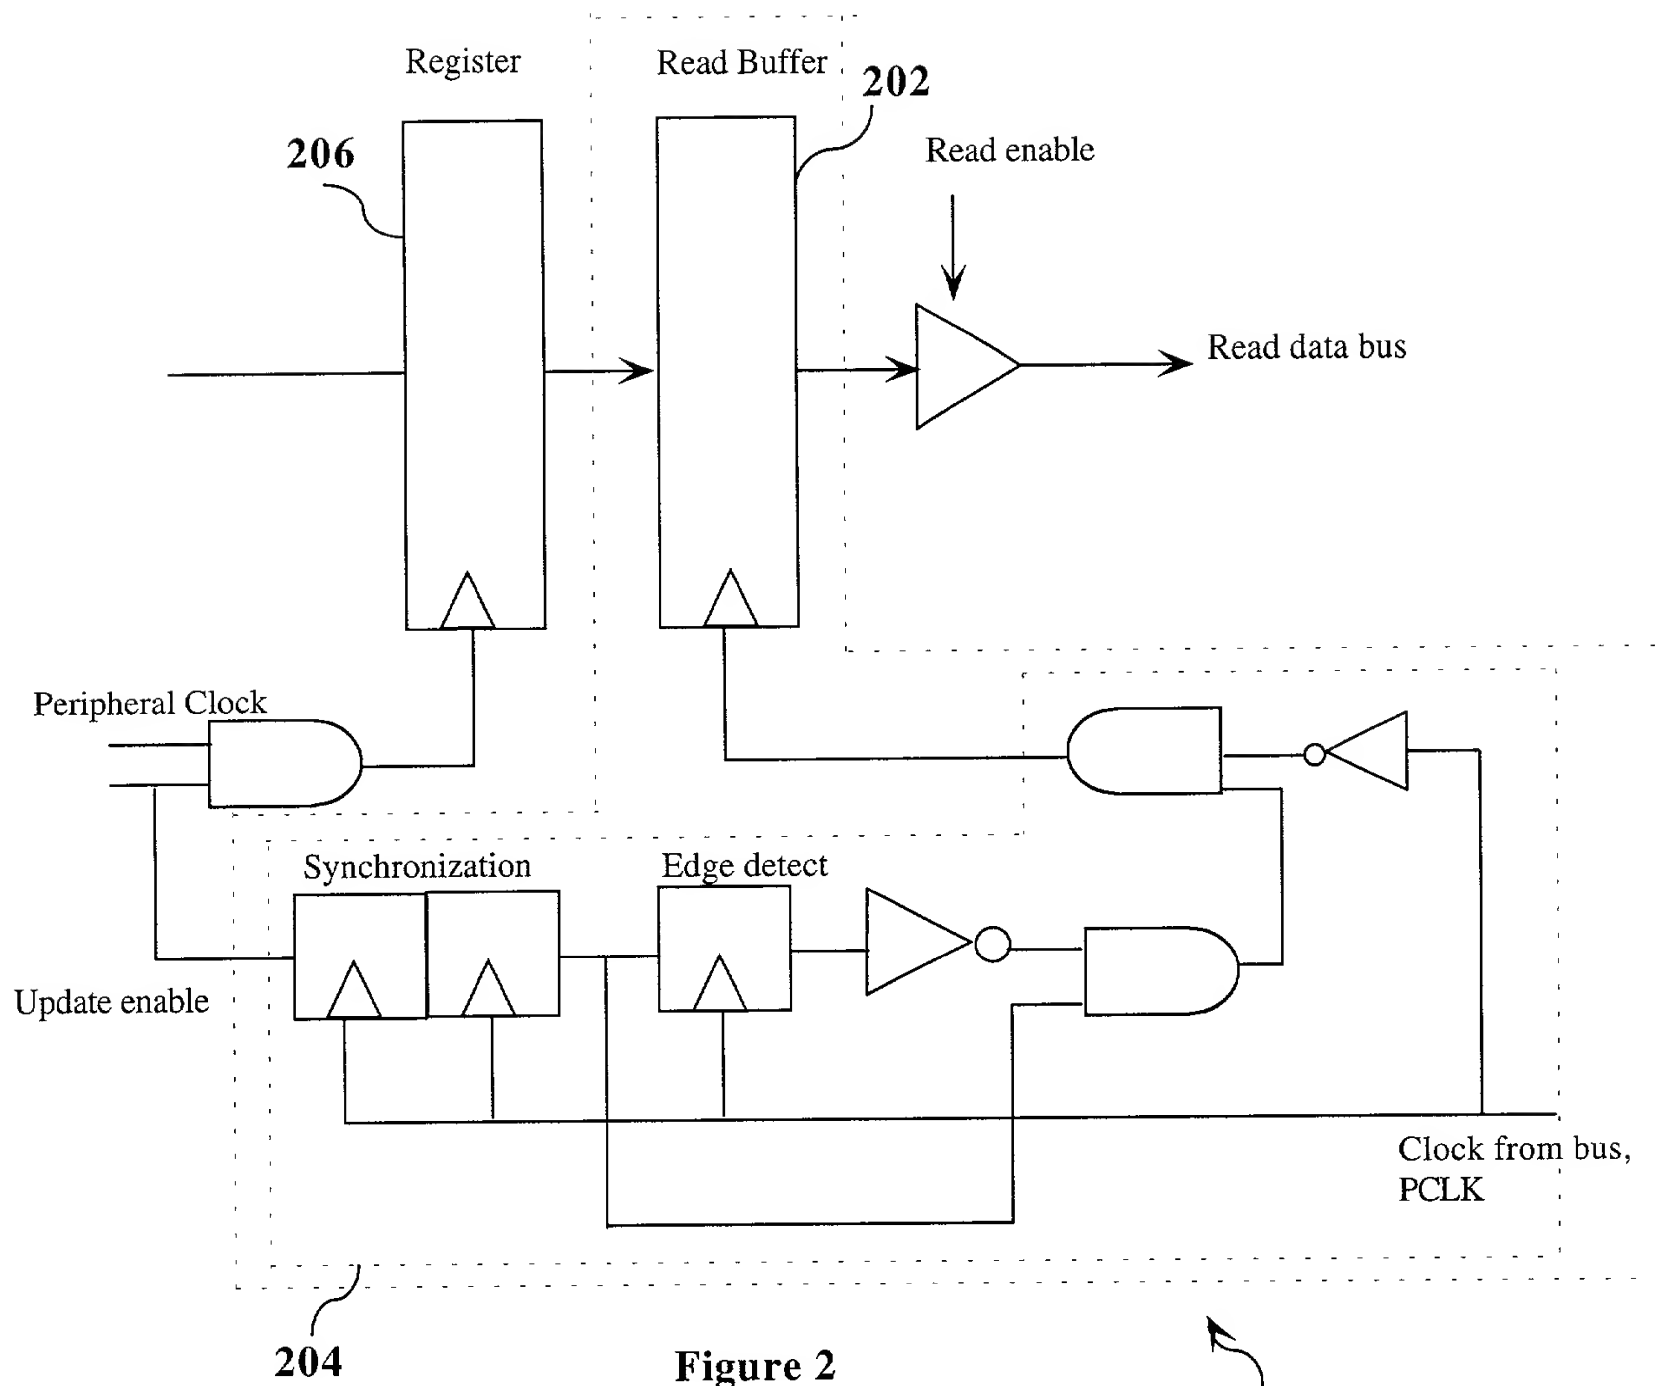 Register
Read Buffer
202
206
Read enable
Read data bus
Peripheral Clock
Synchronization
Edge detect
Update enable
Clock from bus,
PCLK
204
Figure 2